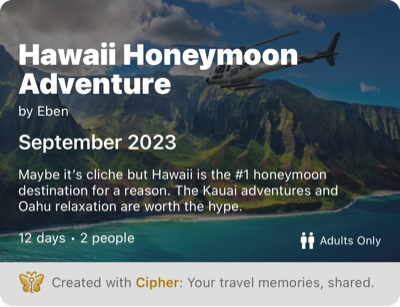 Hawaii Honeymoon
Adventure
by Eben
September 2023
Maybe it’s cliche but Hawaii is the #1 honeymoon
destination for a reason. The Kauai adventures and
Oahu relaxation are worth the hype.
12 days • 2 people
Adults Only
Created with Cipher: Your travel memories, shared.